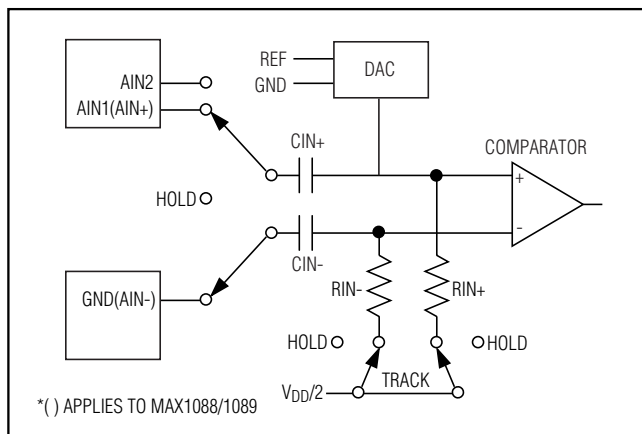 REF
DAC
GND
AIN2
AIN1(AIN+)
CIN+
COMPARATOR
+
-
HOLD
CIN-
GND(AIN-)
RIN-
RIN+
HOLD
HOLD
TRACK
VDD/2
*( ) APPLIES TO MAX1088/1089